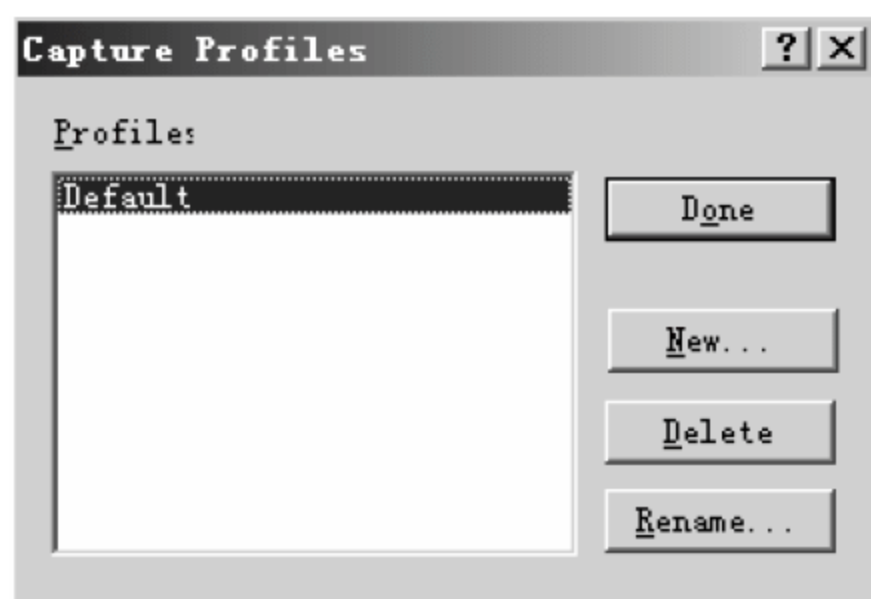 Capture Profiles
Profiles
Default
Done
New...
Delete
Rename...